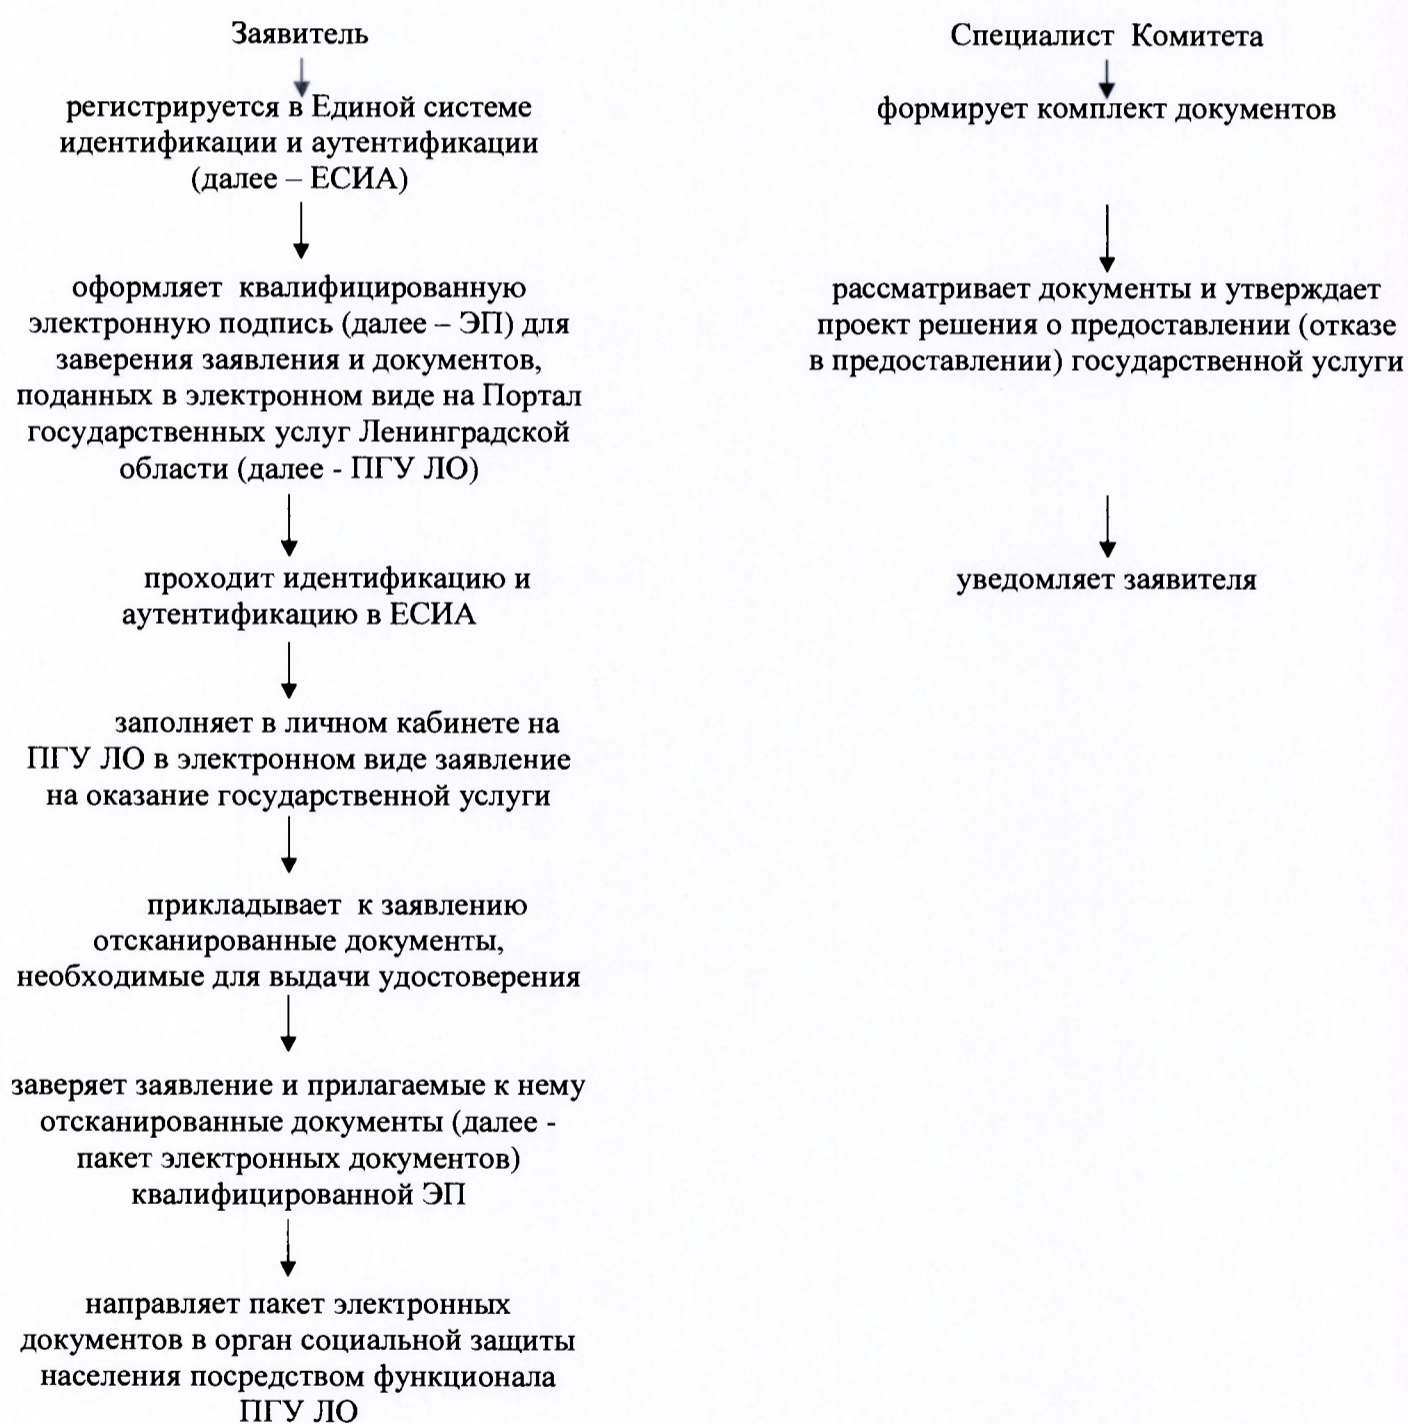 Заявитель
регистрируется в Единой системе
идентификации и аутентификации
(далее – ЕСИА)
оформляет квалифицированную
электронную подпись (далее – ЭП) для
заверения заявления и документов,
поданных в электронном виде на Портал
государственных услуг Ленинградской
области (далее - ПГУ ЛО)
проходит идентификацию и
аутентификацию в ЕСИА
заполняет в личном кабинете на
ПГУ ЛО в электронном виде заявление
на оказание государственной услуги
прикладывает к заявлению
отсканированные документы,
необходимые для выдачи удостоверения
заверяет заявление и прилагаемые к нему
отсканированные документы (далее -
пакет электронных документов)
квалифицированной ЭП
направляет пакет электронных
документов в орган социальной защиты
населения посредством функционала
ПГУ ЛО
Специалист Комитета
формирует комплект документов
рассматривает документы и утверждает
проект решения о предоставлении (отказе
в предоставлении) государственной услуги
уведомляет заявителя